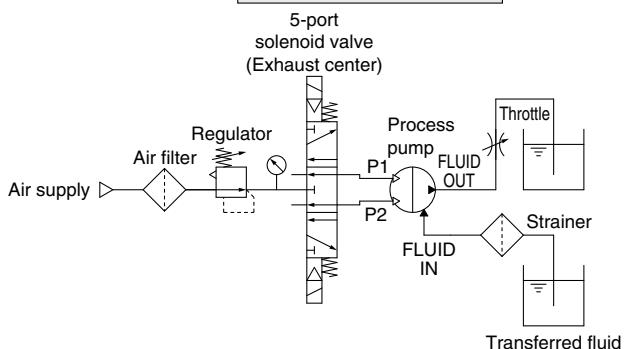 5-port
solenoid valve
(Exhaust center)
Regulator
Air filter
Air supply
P1
P2
Process
pump
FLUID
OUT
Throttle
FLUID
IN
Strainer
Transferred fluid